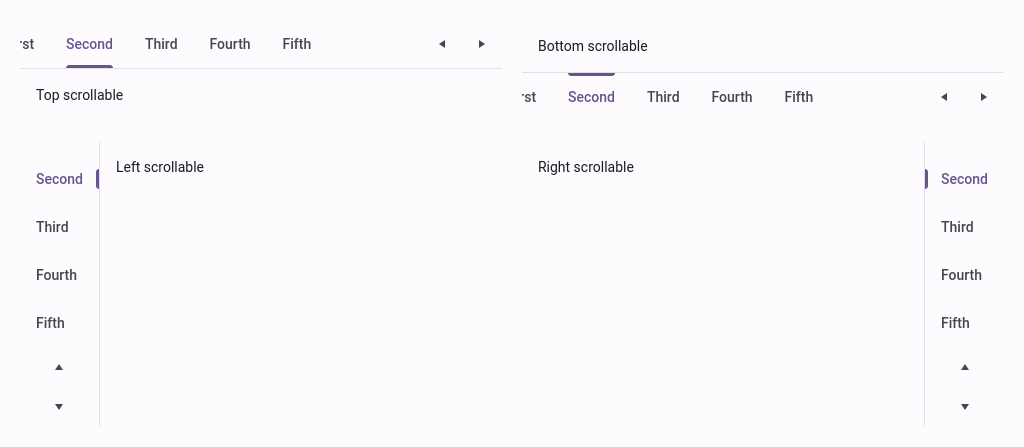 rst Second Third Fourth Fifth
Top scrollable
Bottom scrollable
rst Second Third Fourth Fifth
Second
Third
Fourth
Fifth
Left scrollable
Right scrollable
Second
Third
Fourth
Fifth